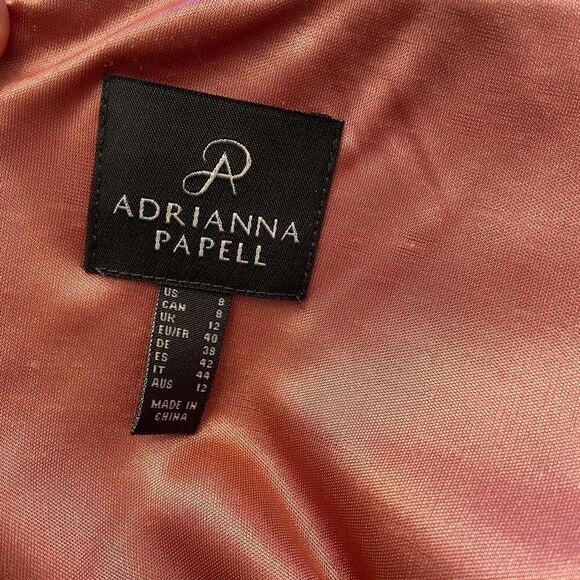 ADRIANNA
PAPELL
US 8
CAN 8
UK 12
EU/FR 40
DE 38
ES 42
IT 44
AUS 12
MADE IN
CHINA